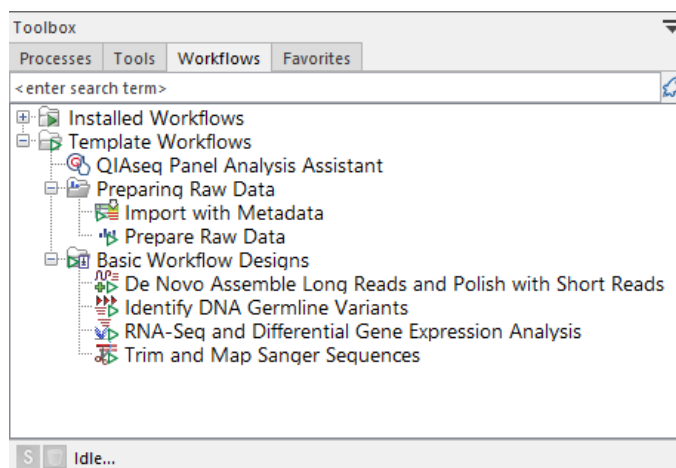 Toolbox
Processes Tools Workflows Favorites
<enter search term>
Installed Workflows
Template Workflows
QIAseq Panel Analysis Assistant
Preparing Raw Data
Import with Metadata
Prepare Raw Data
Basic Workflow Designs
De Novo Assemble Long Reads and Polish with Short Reads
Identify DNA Germline Variants
RNA-Seq and Differential Gene Expression Analysis
Trim and Map Sanger Sequences
S Idle...